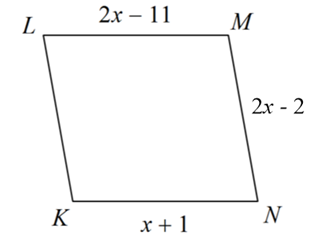 L 2x – 11 M
2x - 2
K x + 1 N